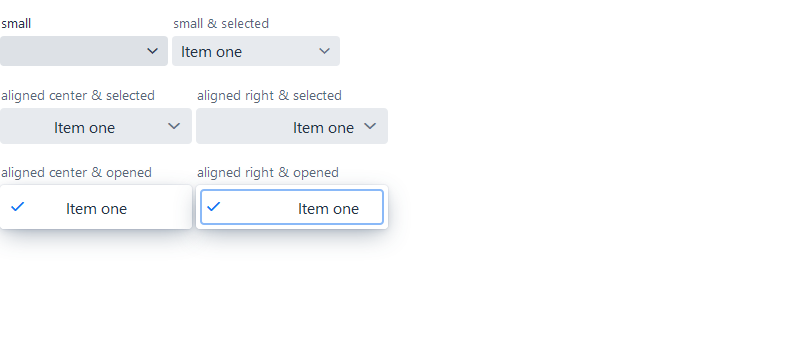 small
small & selected
Item one
aligned center & selected
aligned right & selected
Item one
Item one
aligned center & opened
aligned right & opened
Item one
Item one